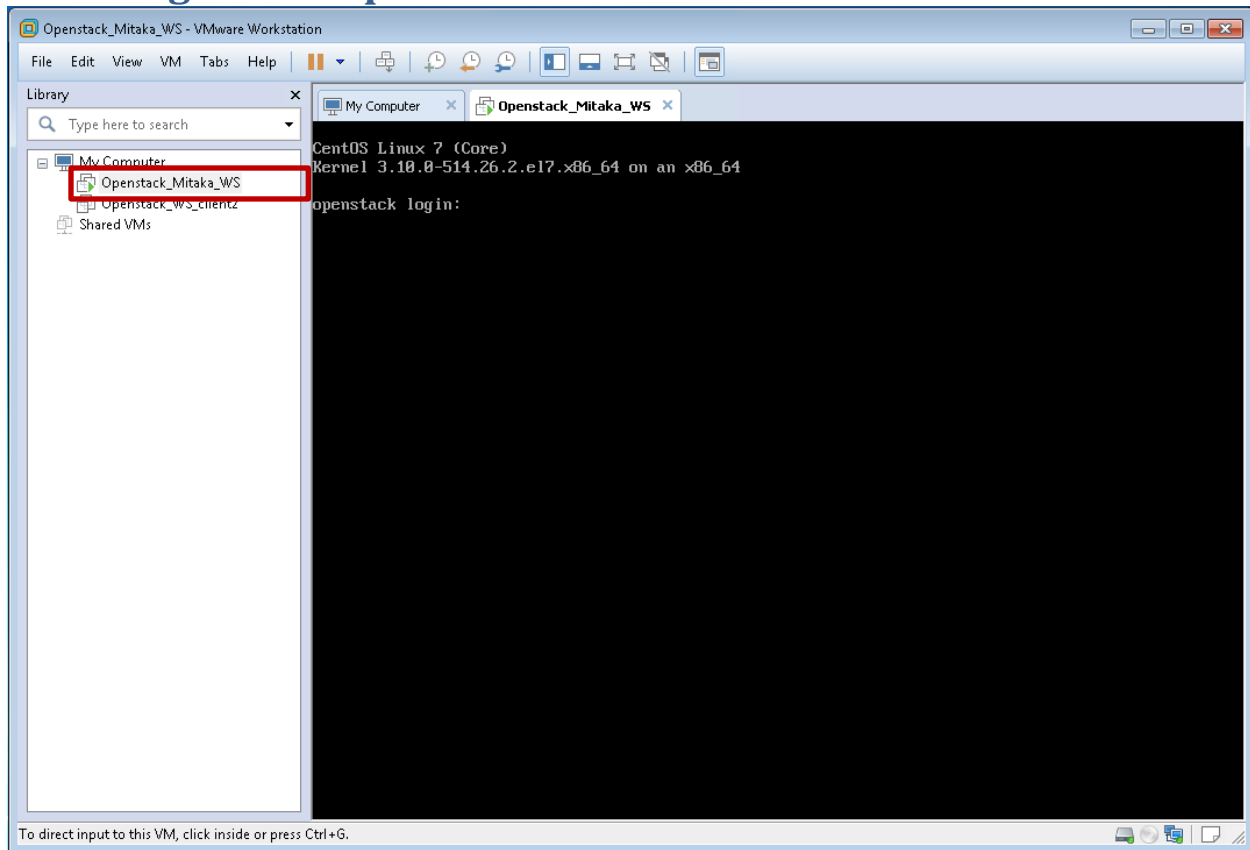 Openstack_Mitaka_WS - VMware Workstation
File Edit View VM Tabs Help
Library
Type here to search
My Computer
Openstack_Mitaka_WS
Openstack_WS_client2
Shared VMs
My Computer
Openstack_Mitaka_WS
CentOS Linux 7 (Core)
Kernel 3.10.0-514.26.2.el7.x86_64 on an x86_64
openstack login:
To direct input to this VM, click inside or press Ctrl+G.